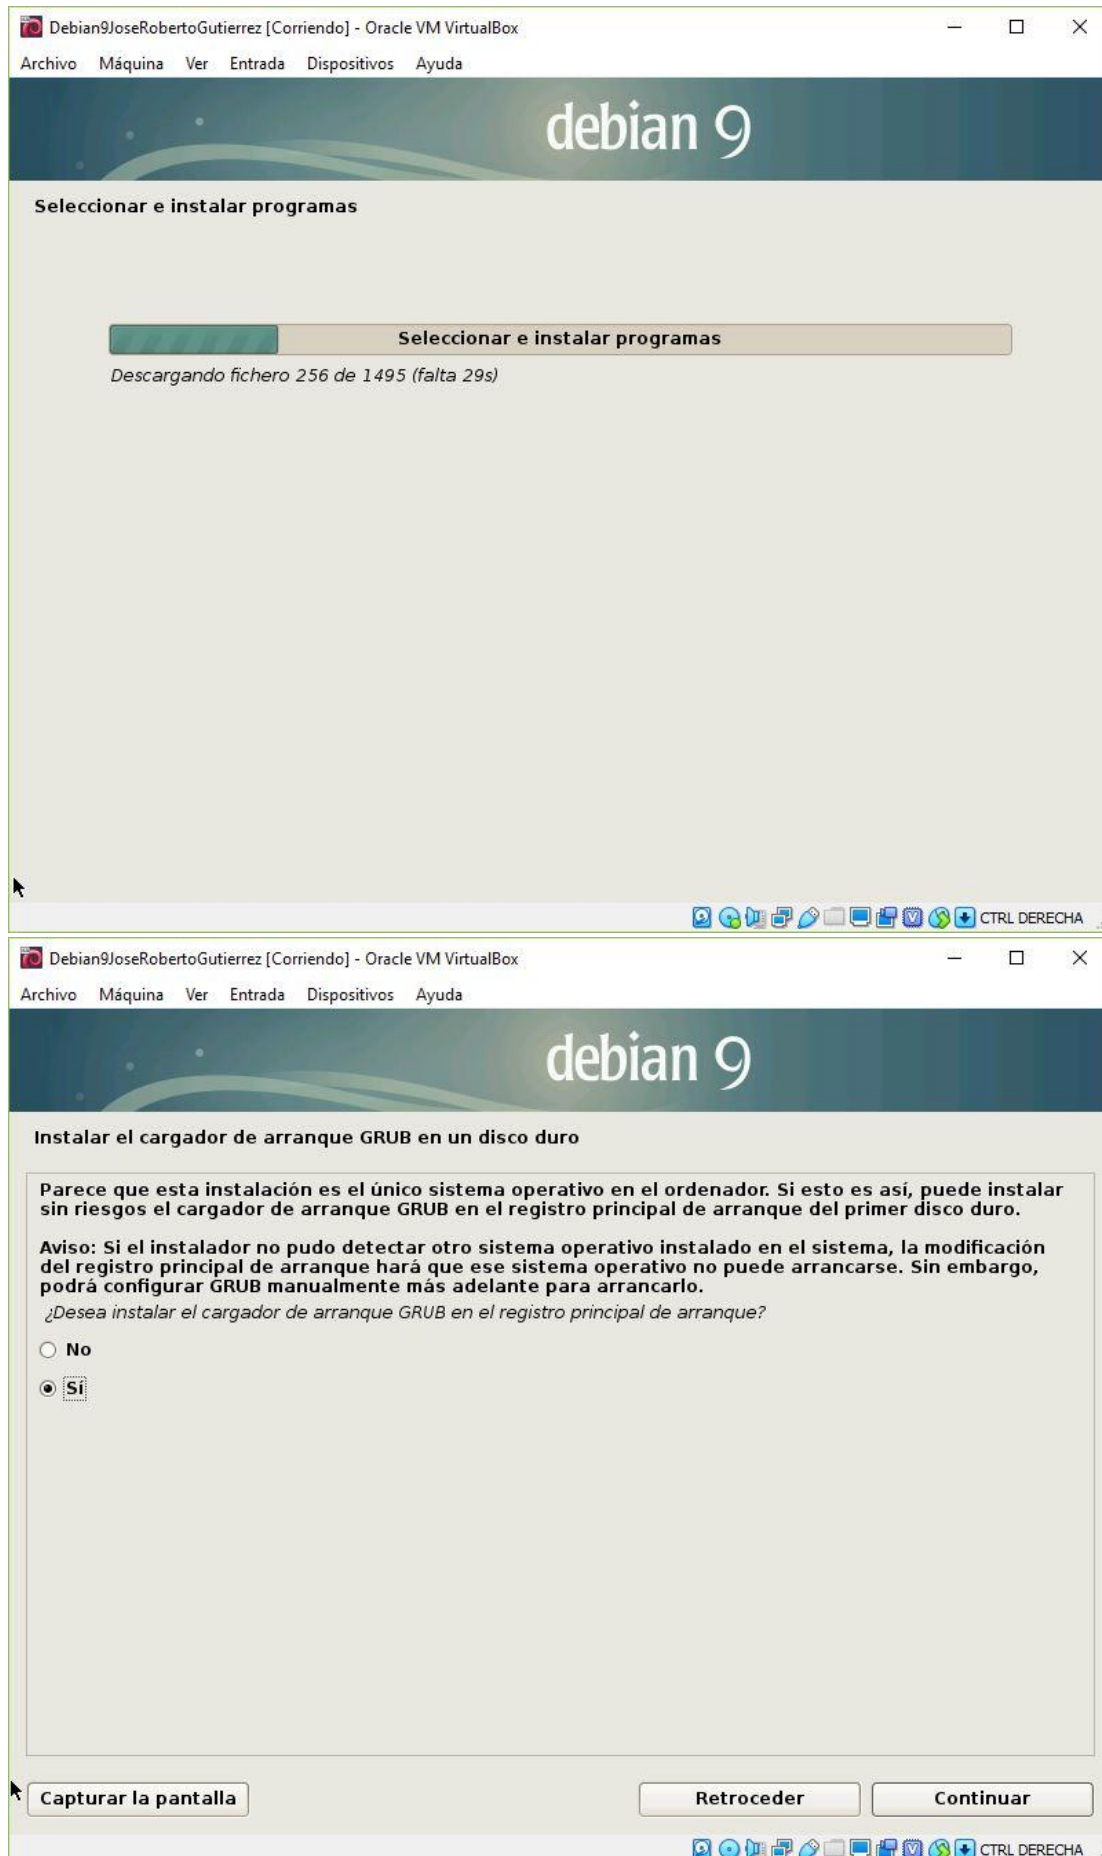 Debian9JoseRobertoGutierrez [Corriendo] - Oracle VM VirtualBox
Archivo Máquina Ver Entrada Dispositivos Ayuda
debian 9
Seleccionar e instalar programas
Seleccionar e instalar programas
Descargando fichero 256 de 1495 (falta 29s)
CTRL DERECHA
Debian9JoseRobertoGutierrez [Corriendo] - Oracle VM VirtualBox
Archivo Máquina Ver Entrada Dispositivos Ayuda
debian 9
Instalar el cargador de arranque GRUB en un disco duro
Parece que esta instalación es el único sistema operativo en el ordenador. Si esto es así, puede instalar
sin riesgos el cargador de arranque GRUB en el registro principal de arranque del primer disco duro.
Aviso: Si el instalador no pudo detectar otro sistema operativo instalado en el sistema, la modificación
del registro principal de arranque hará que ese sistema operativo no puede arrancarse. Sin embargo,
podrá configurar GRUB manualmente más adelante para arrancarlo.
¿Desea instalar el cargador de arranque GRUB en el registro principal de arranque?
No
Sí
Capturar la pantalla Retroceder Continuar
CTRL DERECHA